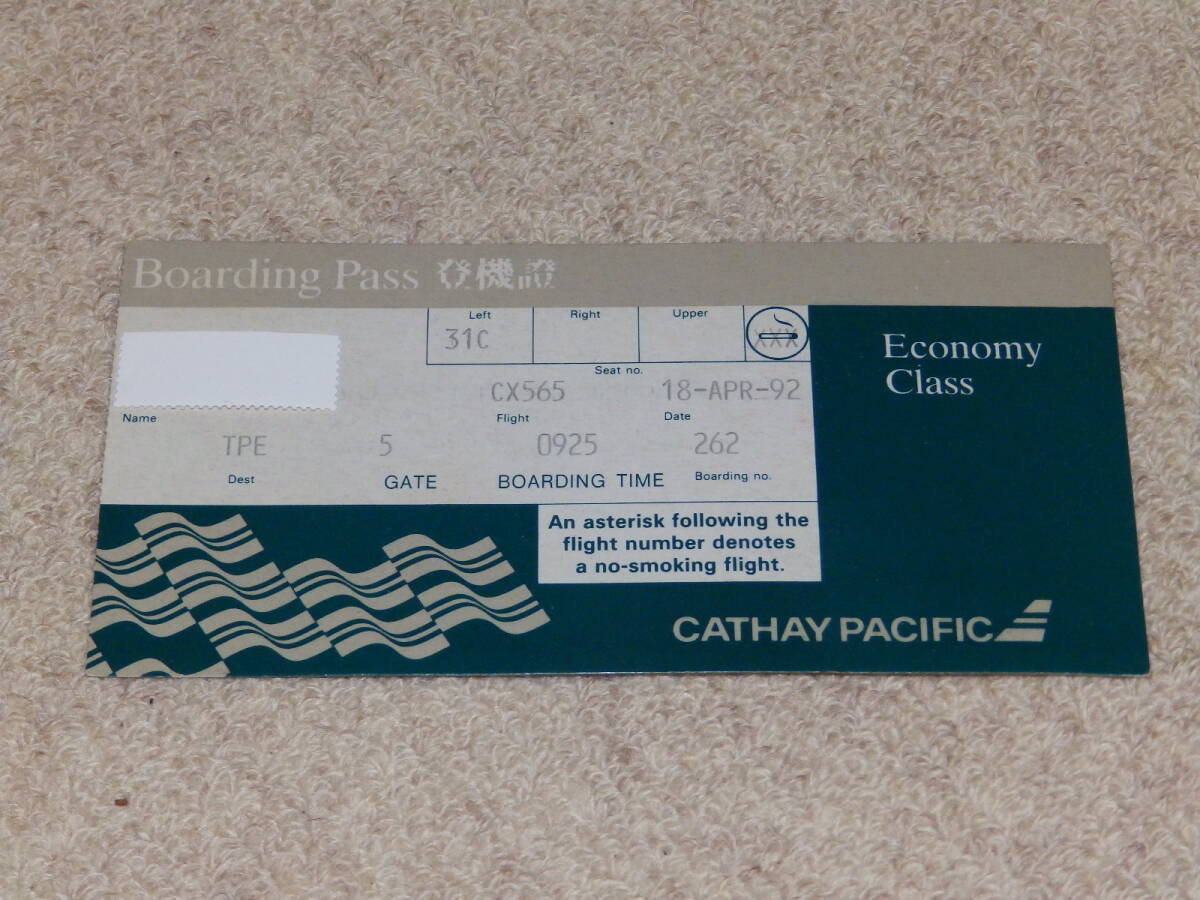 Boarding Pass 登機證
Left Right Upper
31C XXX
Seat no.
CX565 18-APR-92
Name Flight Date
TPE 5 0925 262
Dest GATE BOARDING TIME Boarding no.
Economy
Class
An asterisk following the
flight number denotes
a no-smoking flight.
CATHAY PACIFIC